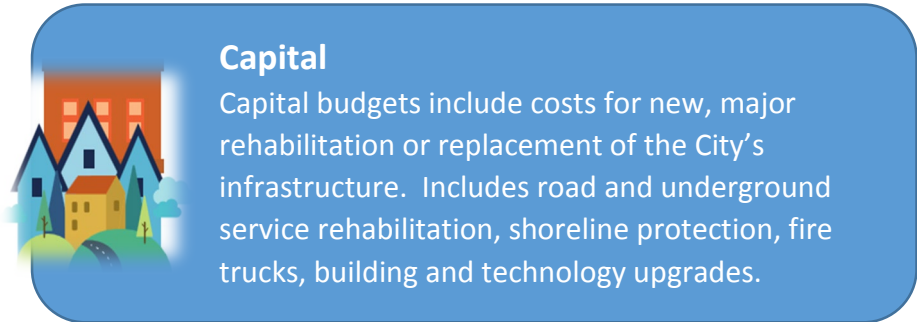 Capital
Capital budgets include costs for new, major
rehabilitation or replacement of the City’s
infrastructure.  Includes road and underground
service rehabilitation, shoreline protection, fire
trucks, building and technology upgrades.